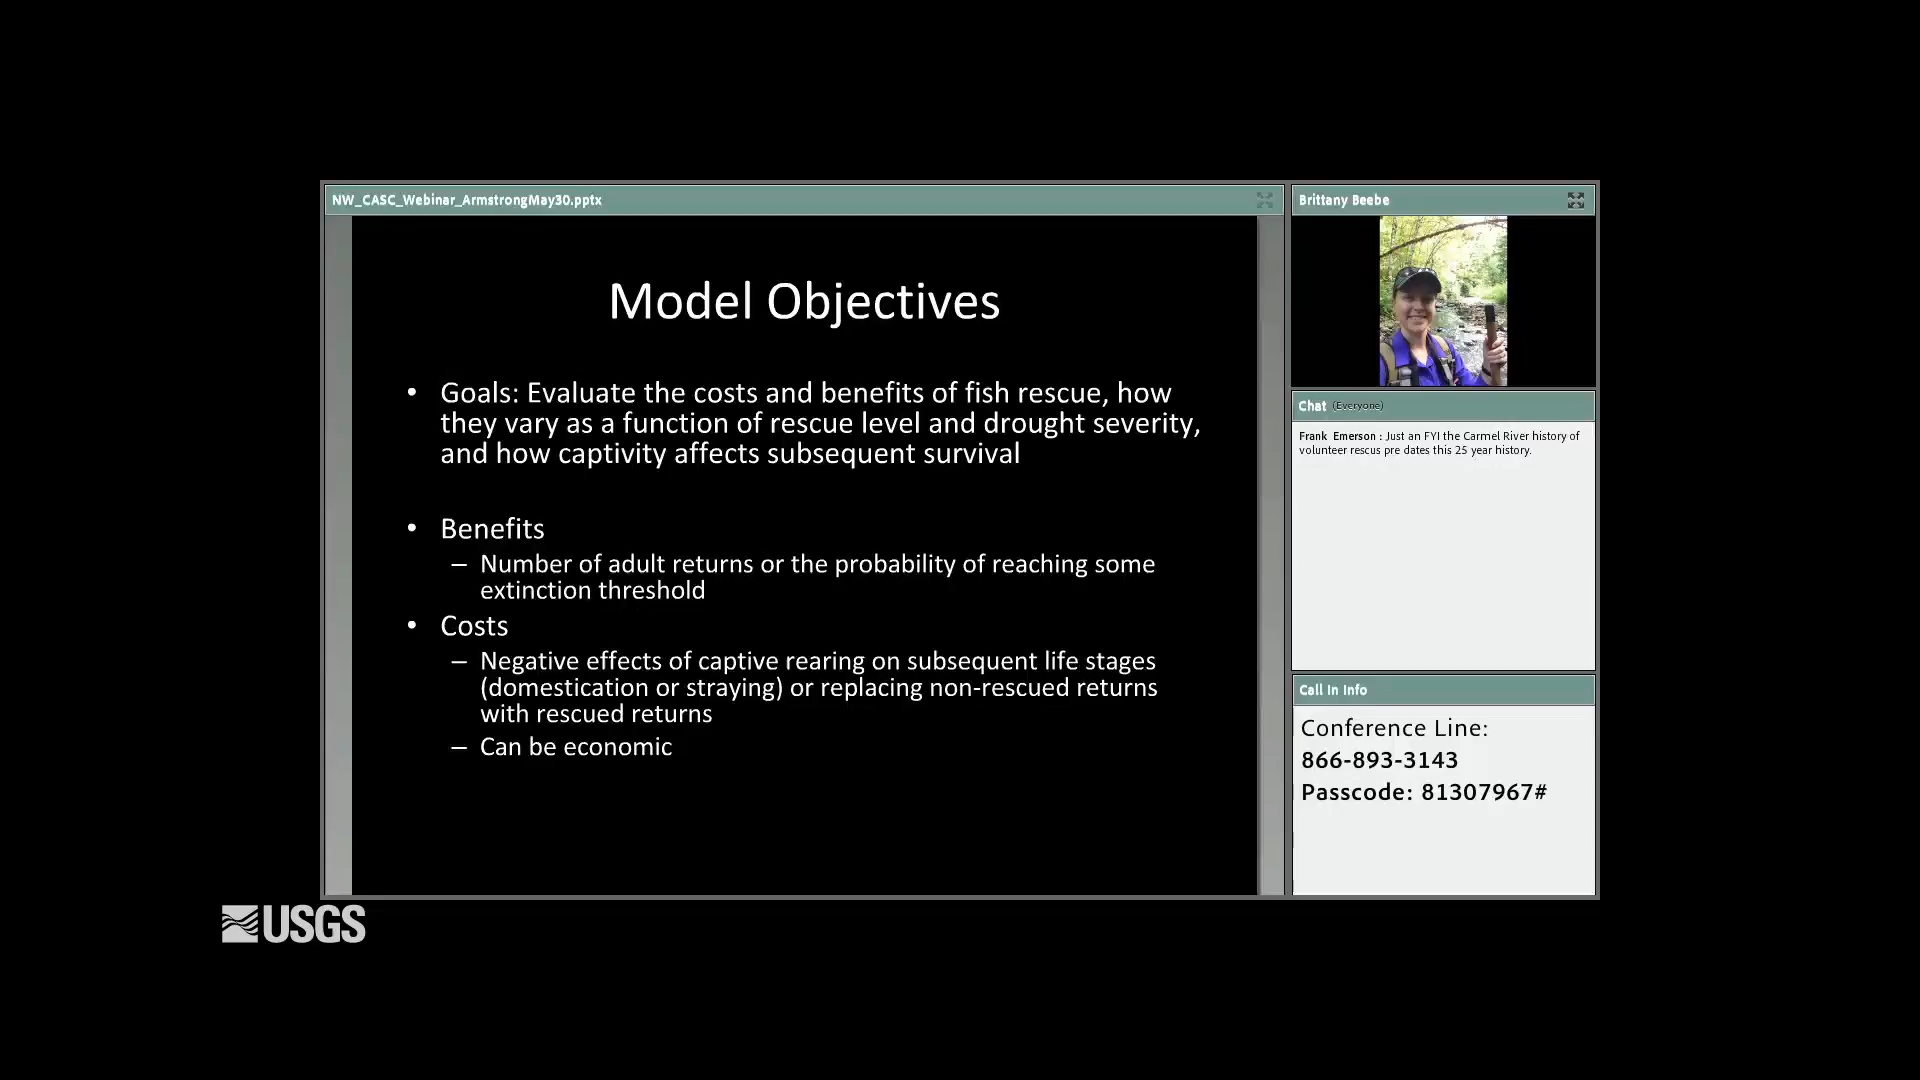 NW_CASC_Webinar_ArmstrongMay30.pptx
Model Objectives
• Goals: Evaluate the costs and benefits of fish rescue, how
they vary as a function of rescue level and drought severity,
and how captivity affects subsequent survival
• Benefits
– Number of adult returns or the probability of reaching some
extinction threshold
• Costs
– Negative effects of captive rearing on subsequent life stages
(domestication or straying) or replacing non-rescued returns
with rescued returns
– Can be economic
Brittany Beebe
Chat (Everyone)
Frank Emerson : Just an FYI the Carmel River history of
volunteer rescus pre dates this 25 year history.
Call In Info
Conference Line:
866-893-3143
Passcode: 81307967#
USGS